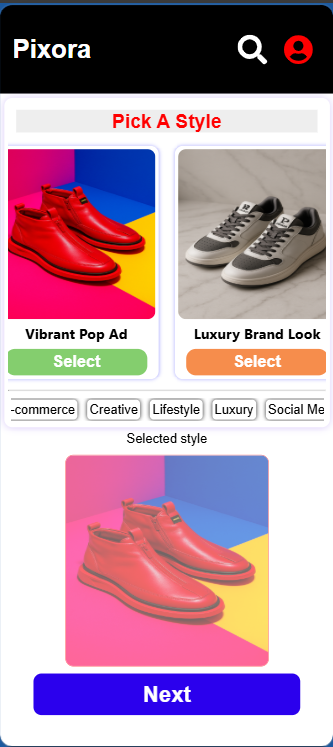 Pixora
Pick A Style
Vibrant Pop Ad
Luxury Brand Look
Select
Select
-commerce
Creative
Lifestyle
Luxury
Social Me
Selected style
Next